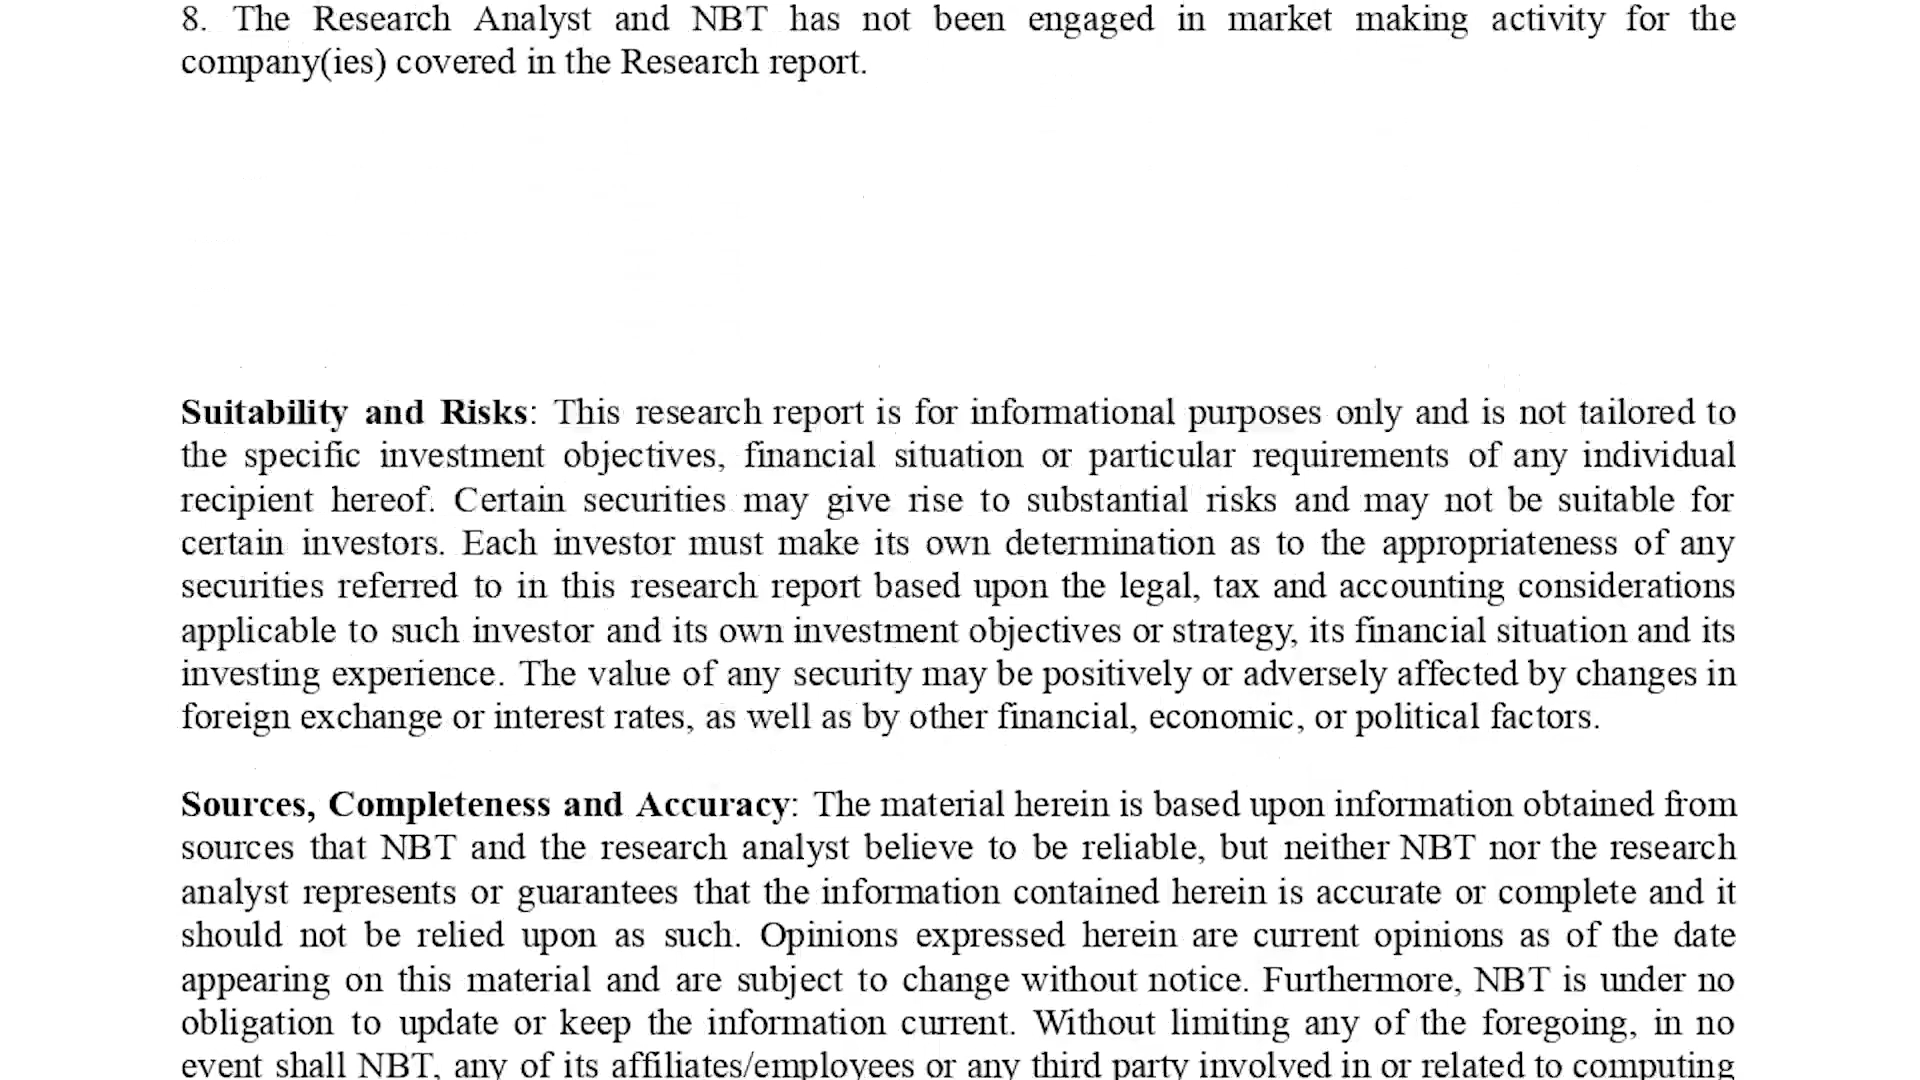 8. The Research Analyst and NBT has not been engaged in market making activity for the
company(ies) covered in the Research report.
Suitability and Risks: This research report is for informational purposes only and is not tailored to
the specific investment objectives, financial situation or particular requirements of any individual
recipient hereof. Certain securities may give rise to substantial risks and may not be suitable for
certain investors. Each investor must make its own determination as to the appropriateness of any
securities referred to in this research report based upon the legal, tax and accounting considerations
applicable to such investor and its own investment objectives or strategy, its financial situation and its
investing experience. The value of any security may be positively or adversely affected by changes in
foreign exchange or interest rates, as well as by other financial, economic, or political factors.
Sources, Completeness and Accuracy: The material herein is based upon information obtained from
sources that NBT and the research analyst believe to be reliable, but neither NBT nor the research
analyst represents or guarantees that the information contained herein is accurate or complete and it
should not be relied upon as such. Opinions expressed herein are current opinions as of the date
appearing on this material and are subject to change without notice. Furthermore, NBT is under no
obligation to update or keep the information current. Without limiting any of the foregoing, in no
event shall NBT, any of its affiliates/employees or any third party involved in or related to computing